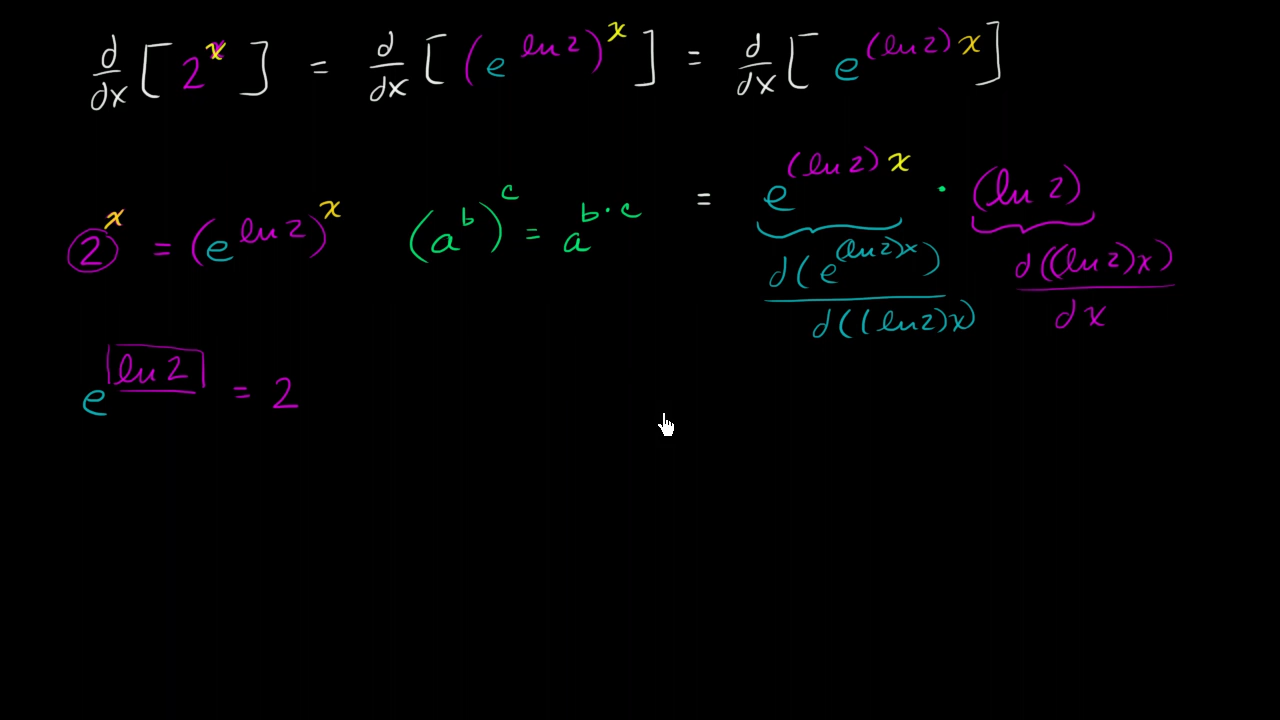 d/dx [ 2^x ] = d/dx [ (e^(ln 2))^x ] = d/dx [ e^((ln 2) x) ]
= e^((ln 2) x) · (ln 2)
d(e^((ln 2)x)) / d((ln 2)x)
d((ln 2)x) / dx
2^x = (e^(ln 2))^x
(a^b)^c = a^(b·c)
e^(ln 2) = 2